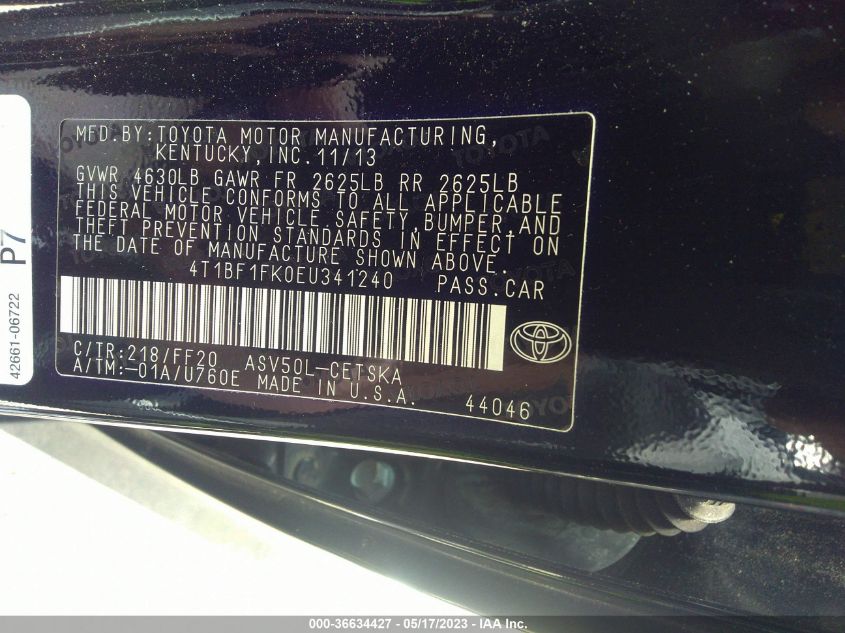 MFD.BY:TOYOTA MOTOR MANUFACTURING,
KENTUCKY,INC. 11/13
GVWR 4630LB GAWR FR 2625LB RR 2625LB
THIS VEHICLE CONFORMS TO ALL APPLICABLE
FEDERAL MOTOR VEHICLE SAFETY,BUMPER,AND
THEFT PREVENTION STANDARDS IN EFFECT ON
THE DATE OF MANUFACTURE SHOWN ABOVE.
4T1BF1FK0EU341240 PASS.CAR
C/TR:218/FF20 ASV50L-CETSKA
A/TM:-01A/U760E MADE IN U.S.A.
44046
P7
42661-06722
000-36634427 - 05/17/2023 - IAA Inc.